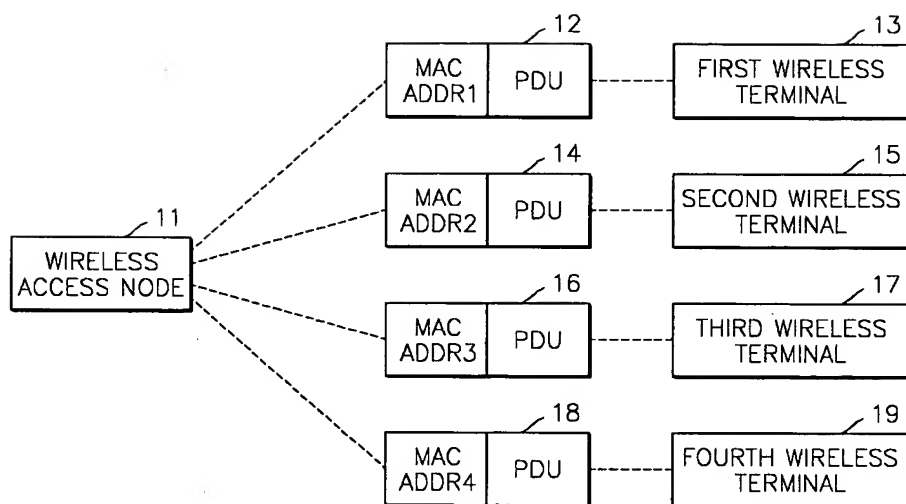 12
13
MAC
ADDR1
PDU
FIRST WIRELESS
TERMINAL
14
15
MAC
ADDR2
PDU
SECOND WIRELESS
TERMINAL
11
WIRELESS
ACCESS NODE
16
17
MAC
ADDR3
PDU
THIRD WIRELESS
TERMINAL
18
19
MAC
ADDR4
PDU
FOURTH WIRELESS
TERMINAL